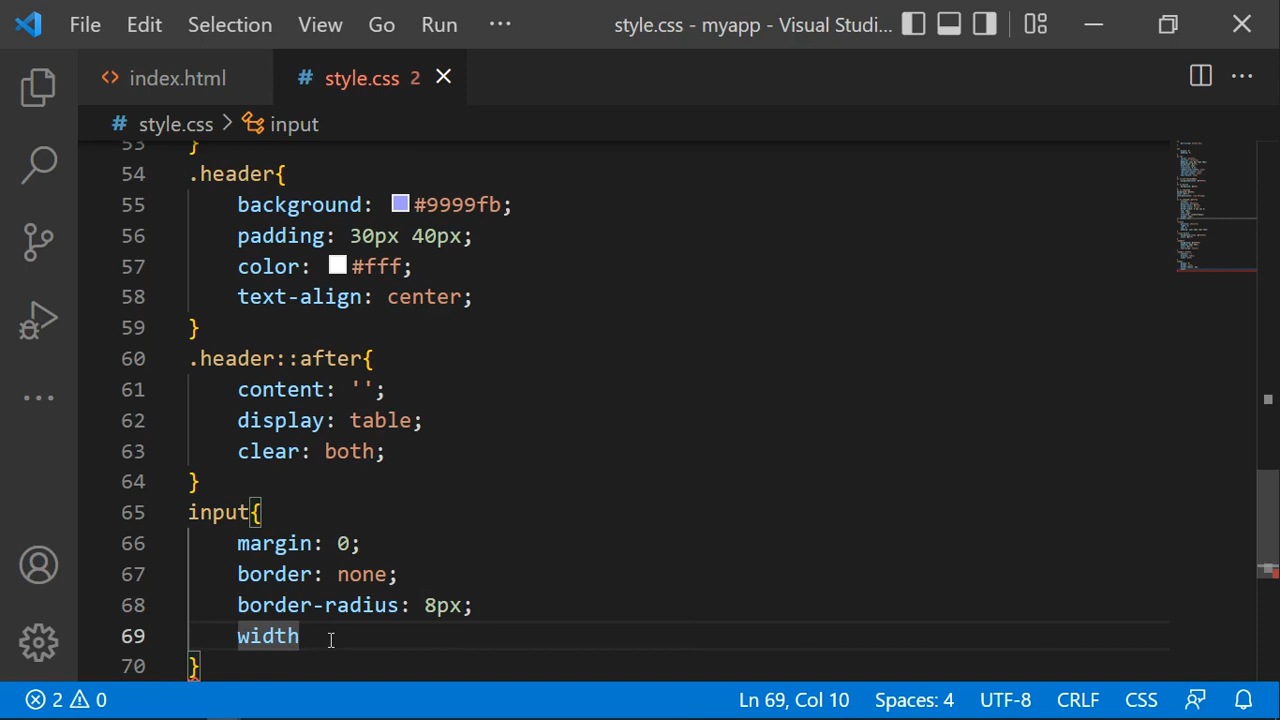 File Edit Selection View Go Run ··· style.css - myapp - Visual Studi...
index.html # style.css 2
# style.css > input
53 }
54 .header{
55 background: #9999fb;
56 padding: 30px 40px;
57 color: #fff;
58 text-align: center;
59 }
60 .header::after{
61 content: '';
62 display: table;
63 clear: both;
64 }
65 input{
66 margin: 0;
67 border: none;
68 border-radius: 8px;
69 width
70 }
2 0 Ln 69, Col 10 Spaces: 4 UTF-8 CRLF CSS